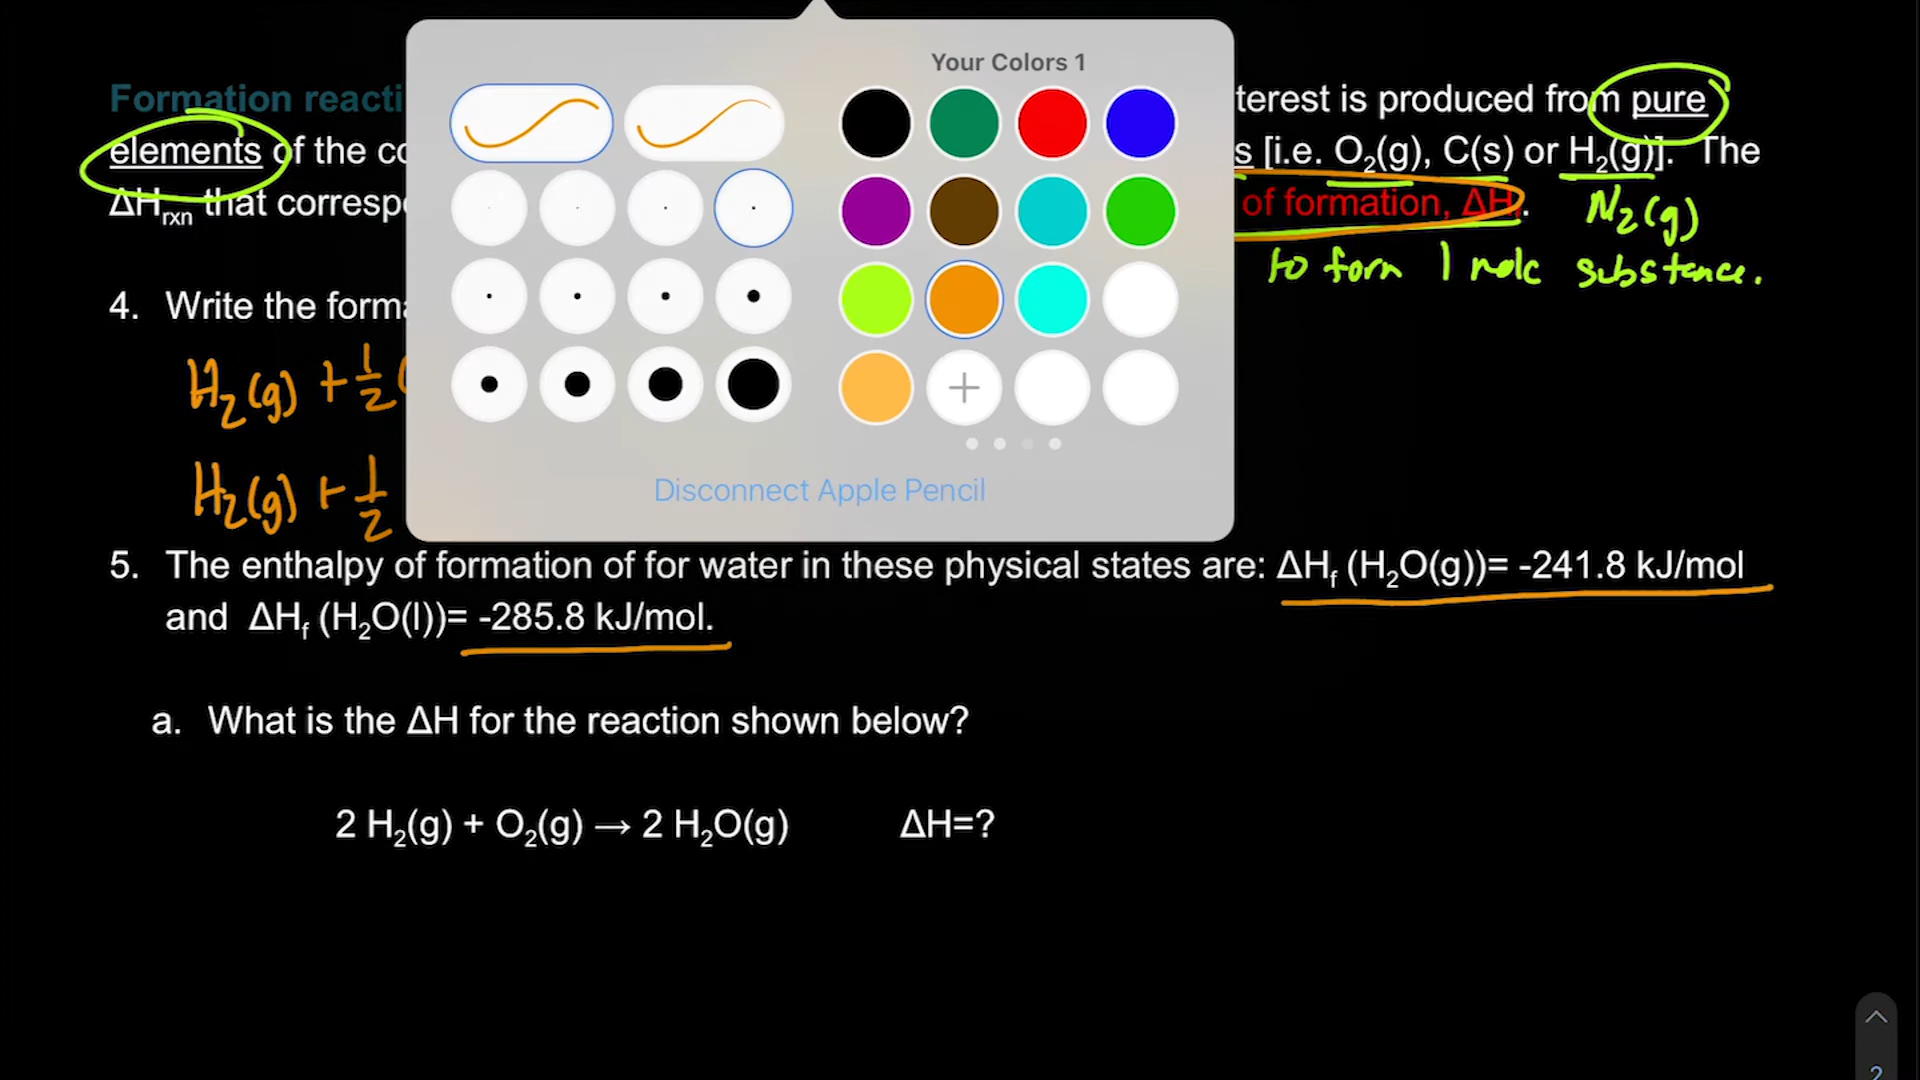 Your Colors 1
Formation reacti terest is produced from pure
elements of the co s [i.e. O₂(g), C(s) or H₂(g)]. The
ΔHrxn that correspo of formation, ΔHf.
N₂(g)
to form 1 mole substance.
4. Write the forma
H₂(g) + 1/2
H₂(g) + 1/2
Disconnect Apple Pencil
5. The enthalpy of formation of for water in these physical states are: ΔHf (H₂O(g))= -241.8 kJ/mol
and ΔHf (H₂O(l))= -285.8 kJ/mol.
a. What is the ΔH for the reaction shown below?
2 H₂(g) + O₂(g) → 2 H₂O(g) ΔH=?
2